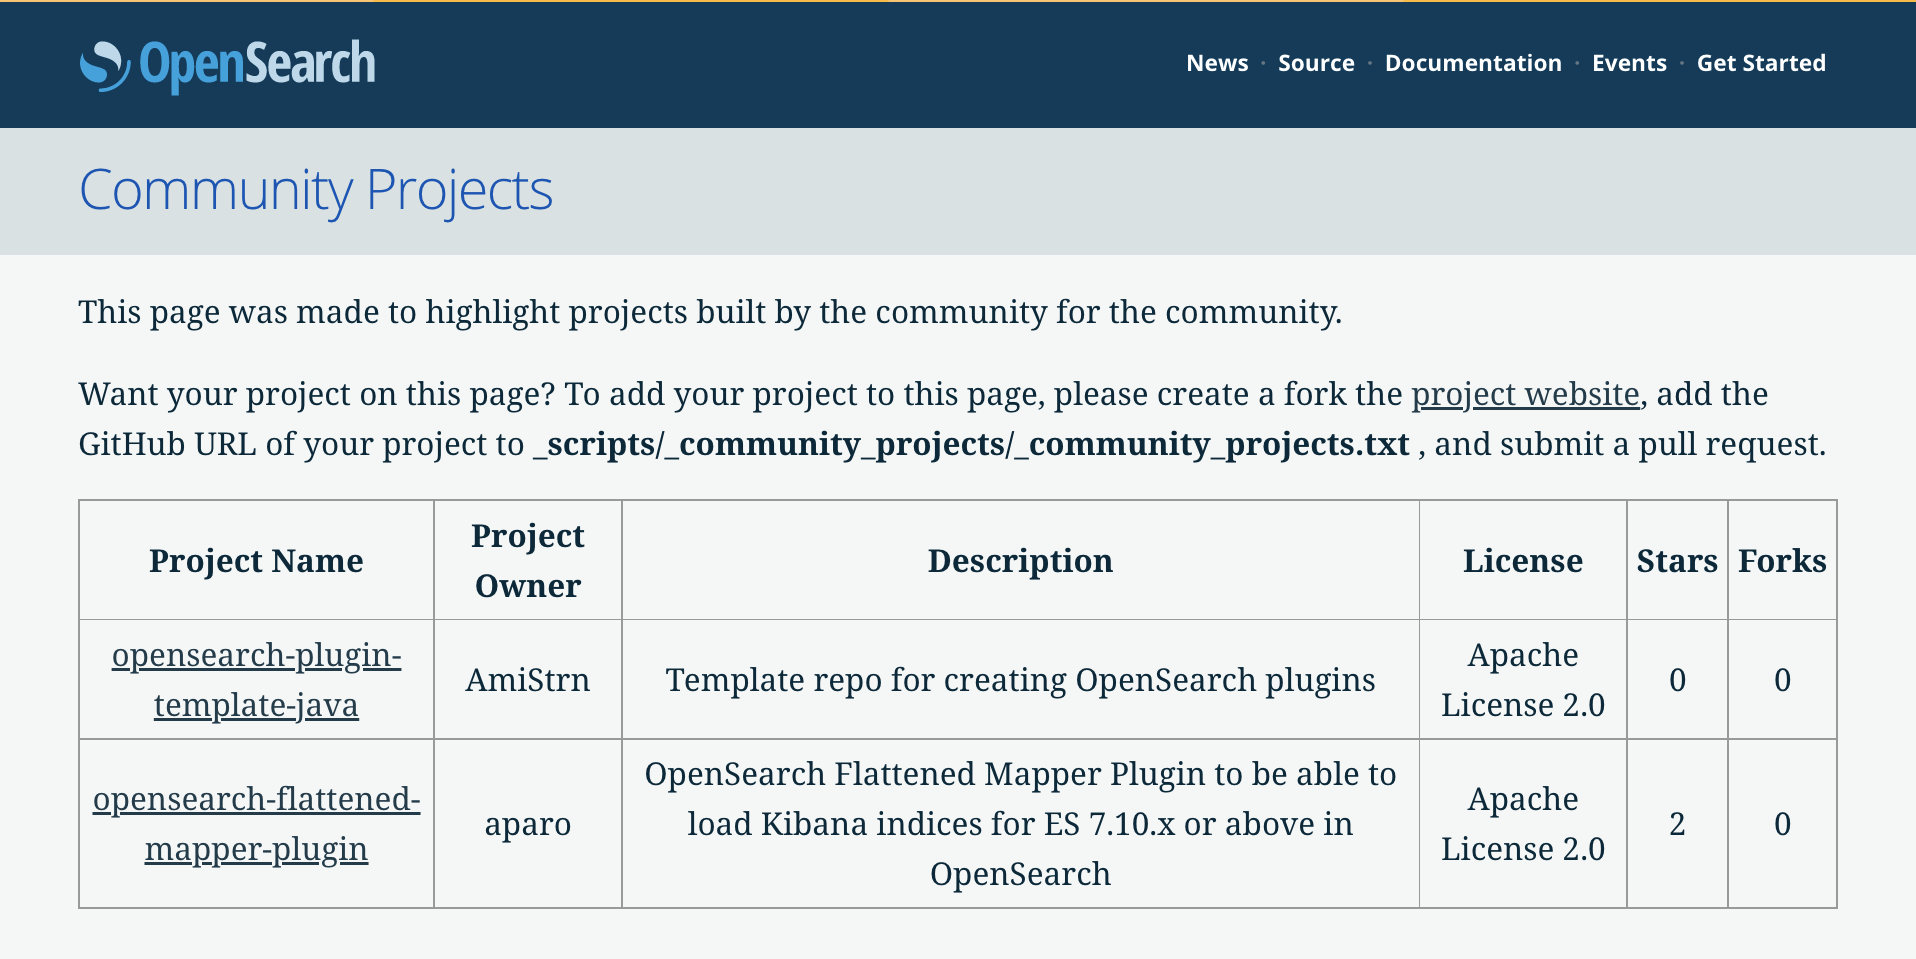 OpenSearch
News · Source · Documentation · Events · Get Started
Community Projects
This page was made to highlight projects built by the community for the community.
Want your project on this page? To add your project to this page, please create a fork the project website, add the
GitHub URL of your project to _scripts/_community_projects/_community_projects.txt , and submit a pull request.
Project Name
Project
Owner
Description
License
Stars
Forks
opensearch-plugin-
template-java
AmiStrn
Template repo for creating OpenSearch plugins
Apache
License 2.0
0
0
opensearch-flattened-
mapper-plugin
aparo
OpenSearch Flattened Mapper Plugin to be able to
load Kibana indices for ES 7.10.x or above in
OpenSearch
Apache
License 2.0
2
0